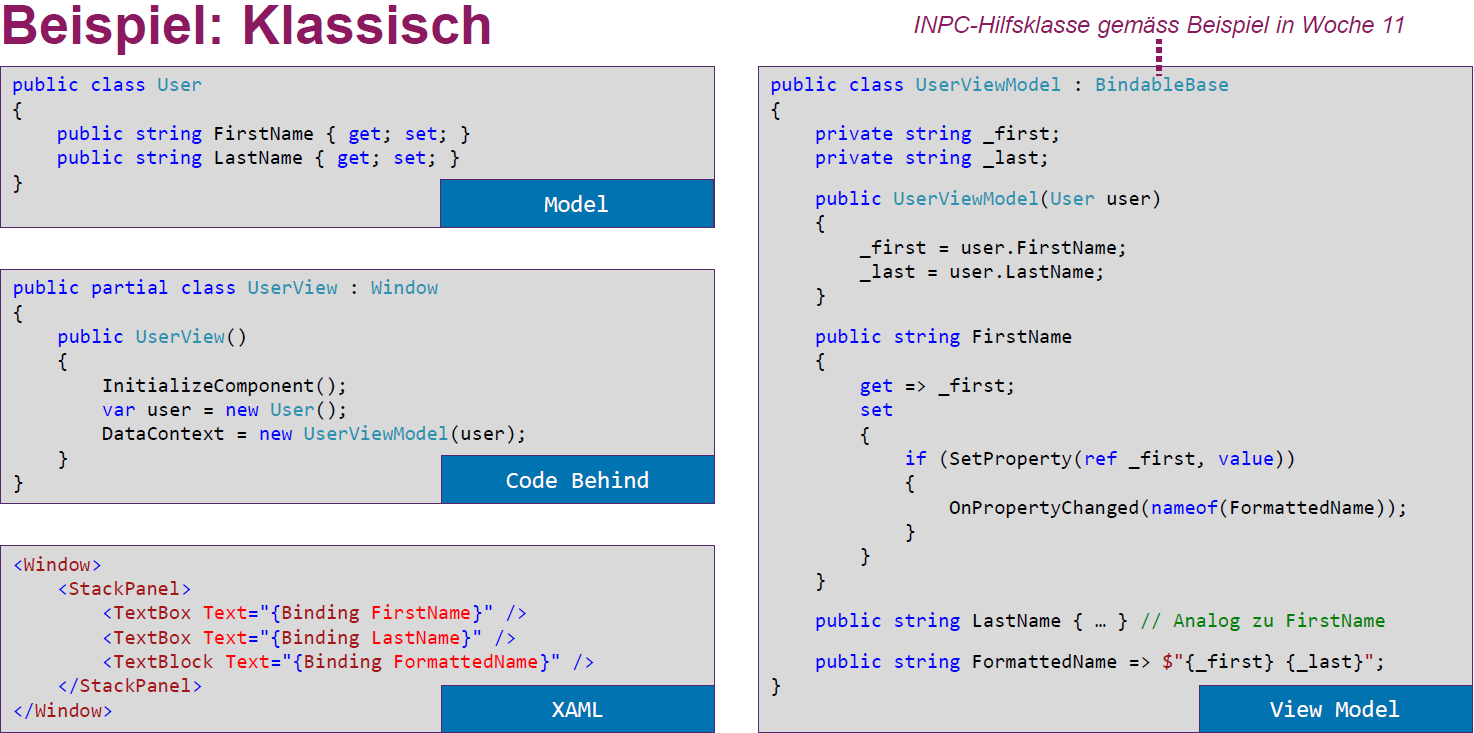 Beispiel: Klassisch
INPC-Hilfsklasse gemäss Beispiel in Woche 11
public class User
{
    public string FirstName { get; set; }
    public string LastName { get; set; }
}
Model
public partial class UserView : Window
{
    public UserView()
    {
        InitializeComponent();
        var user = new User();
        DataContext = new UserViewModel(user);
    }
}
Code Behind
<Window>
    <StackPanel>
        <TextBox Text="{Binding FirstName}" />
        <TextBox Text="{Binding LastName}" />
        <TextBlock Text="{Binding FormattedName}" />
    </StackPanel>
</Window>
XAML
public class UserViewModel : BindableBase
{
    private string _first;
    private string _last;
    public UserViewModel(User user)
    {
        _first = user.FirstName;
        _last = user.LastName;
    }
    public string FirstName
    {
        get => _first;
        set
        {
            if (SetProperty(ref _first, value))
            {
                OnPropertyChanged(nameof(FormattedName));
            }
        }
    }
    public string LastName { … } // Analog zu FirstName
    public string FormattedName => $"{_first} {_last}";
}
View Model